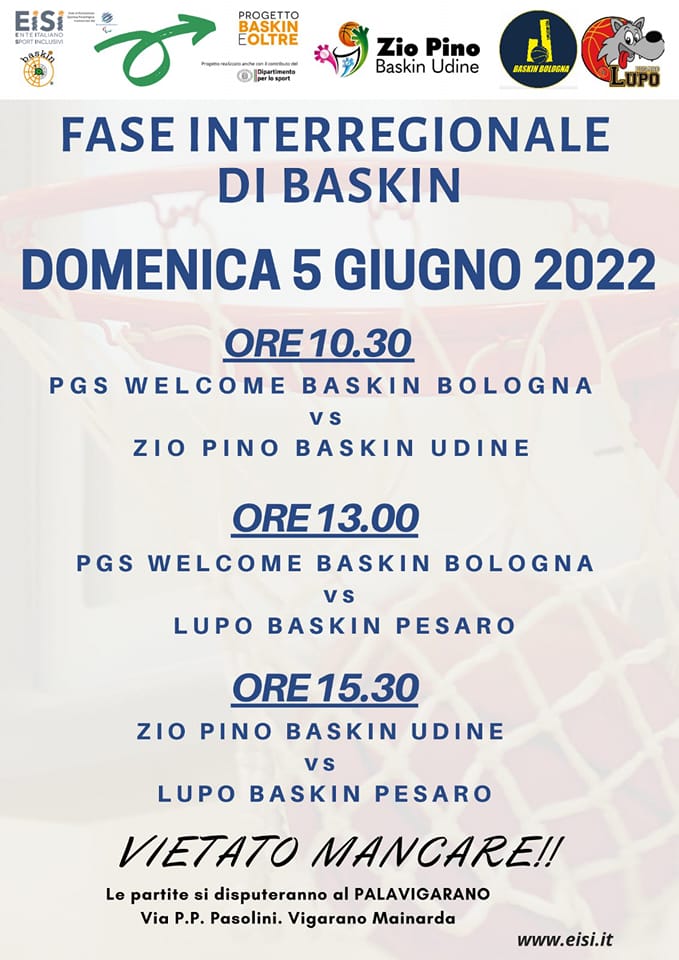 EiSi
ENTE ITALIANO
SPORT INCLUSIVI
baskin
PROGETTO
BASKIN
E OLTRE
Progetto realizzato anche con il contributo del
Dipartimento
per lo sport
Zio Pino
Baskin Udine
BASKIN BOLOGNA
LUPO
FASE INTERREGIONALE
DI BASKIN
DOMENICA 5 GIUGNO 2022
ORE 10.30
PGS WELCOME BASKIN BOLOGNA
vs
ZIO PINO BASKIN UDINE
ORE 13.00
PGS WELCOME BASKIN BOLOGNA
vs
LUPO BASKIN PESARO
ORE 15.30
ZIO PINO BASKIN UDINE
vs
LUPO BASKIN PESARO
VIETATO MANCARE!!
Le partite si disputeranno al PALAVIGARANO
Via P.P. Pasolini. Vigarano Mainarda
www.eisi.it